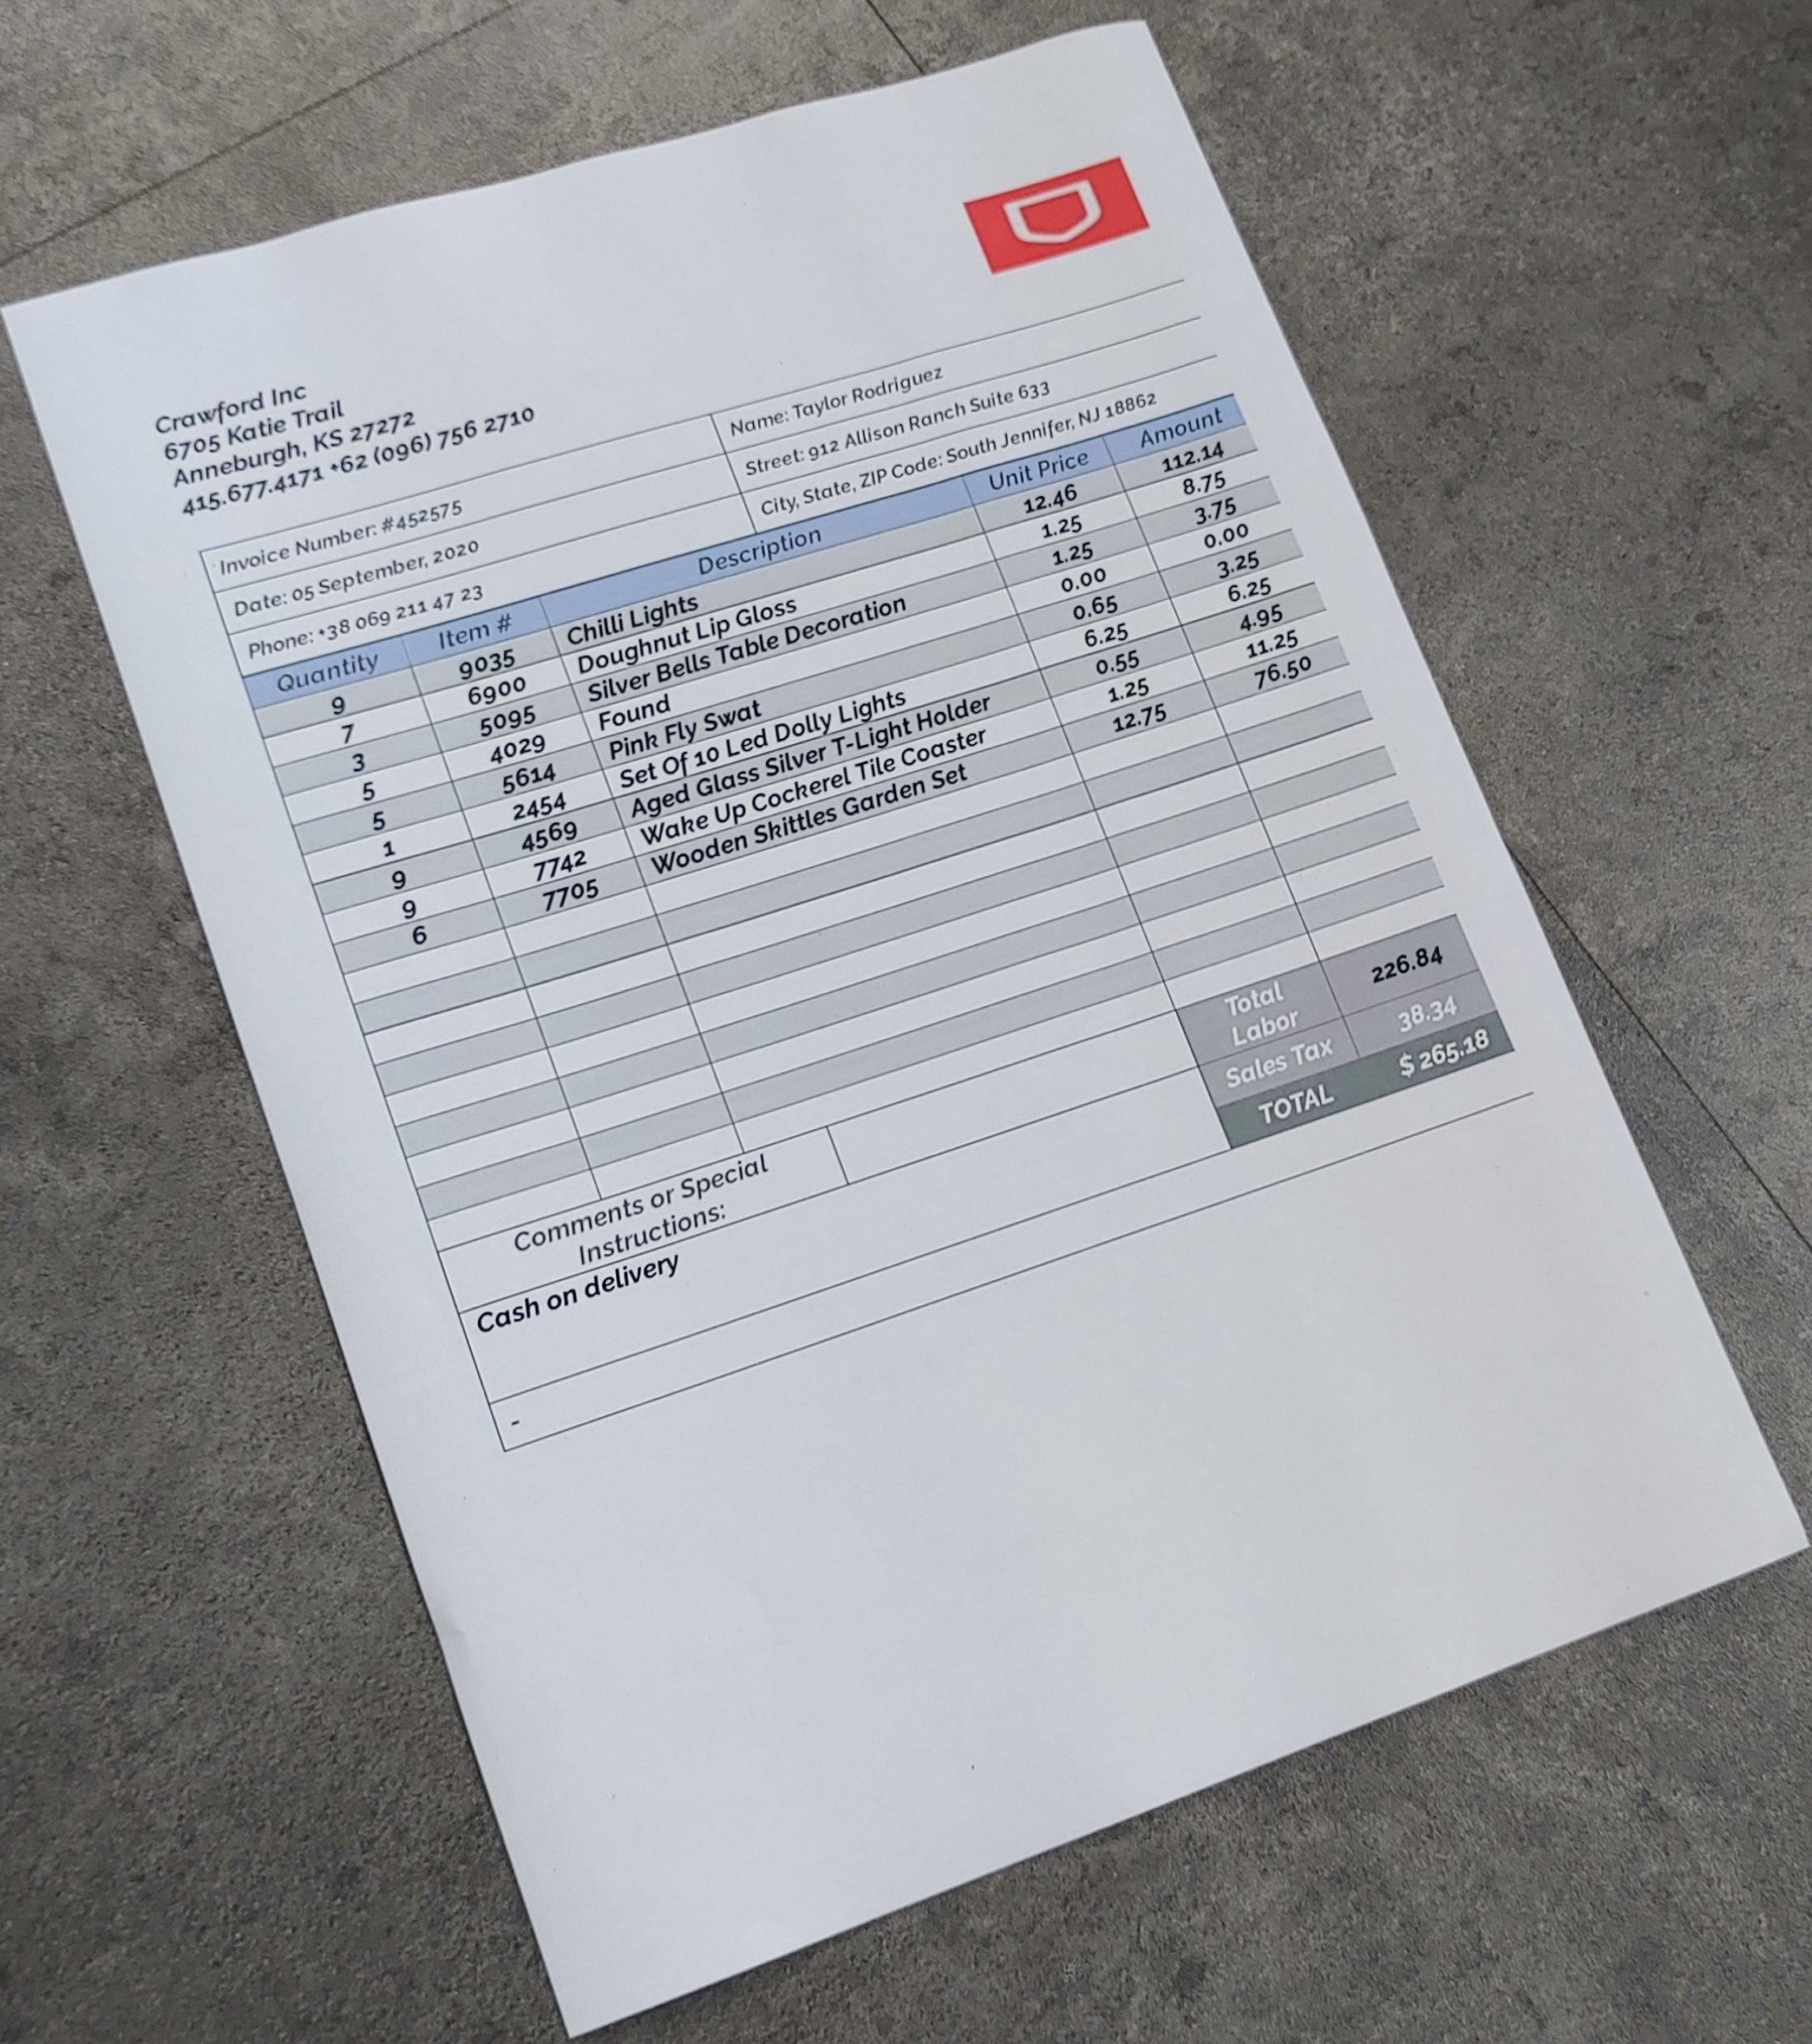 Crawford Inc
6705 Katie Trail
Anneburgh, KS 27272
415.677.4171 +62 (096) 756 2710
Invoice Number: #452575
Name: Taylor Rodriguez
Date: 05 September, 2020
Street: 912 Allison Ranch Suite 633
Phone: +38 069 211 47 23
City, State, ZIP Code: South Jennifer, NJ 18862
Quantity Item # Description Unit Price Amount
9 9035 Chilli Lights 12.46 112.14
7 6900 Doughnut Lip Gloss 1.25 8.75
3 5095 Silver Bells Table Decoration 1.25 3.75
5 4029 Found 0.00 0.00
5 5614 Pink Fly Swat 0.65 3.25
1 2454 Set Of 10 Led Dolly Lights 6.25 6.25
9 4569 Aged Glass Silver T-Light Holder 0.55 4.95
9 7742 Wake Up Cockerel Tile Coaster 1.25 11.25
6 7705 Wooden Skittles Garden Set 12.75 76.50
Total
Labor 226.84
Sales Tax 38.34
TOTAL $ 265.18
Comments or Special
Instructions:
Cash on delivery
-